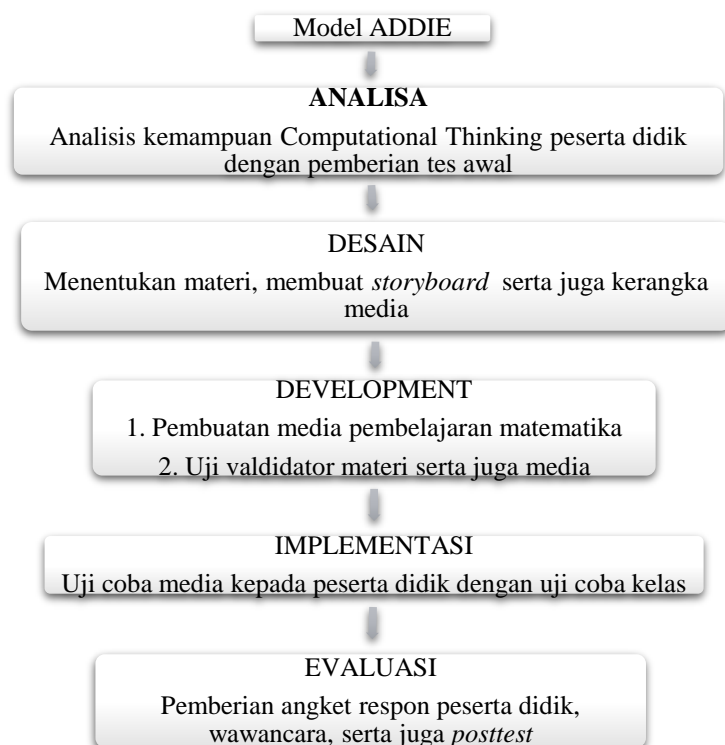 Model ADDIE
ANALISA
Analisis kemampuan Computational Thinking peserta didik
dengan pemberian tes awal
DESAIN
Menentukan materi, membuat storyboard serta juga kerangka
media
DEVELOPMENT
1. Pembuatan media pembelajaran matematika
2. Uji valdidator materi serta juga media
IMPLEMENTASI
Uji coba media kepada peserta didik dengan uji coba kelas
EVALUASI
Pemberian angket respon peserta didik,
wawancara, serta juga posttest